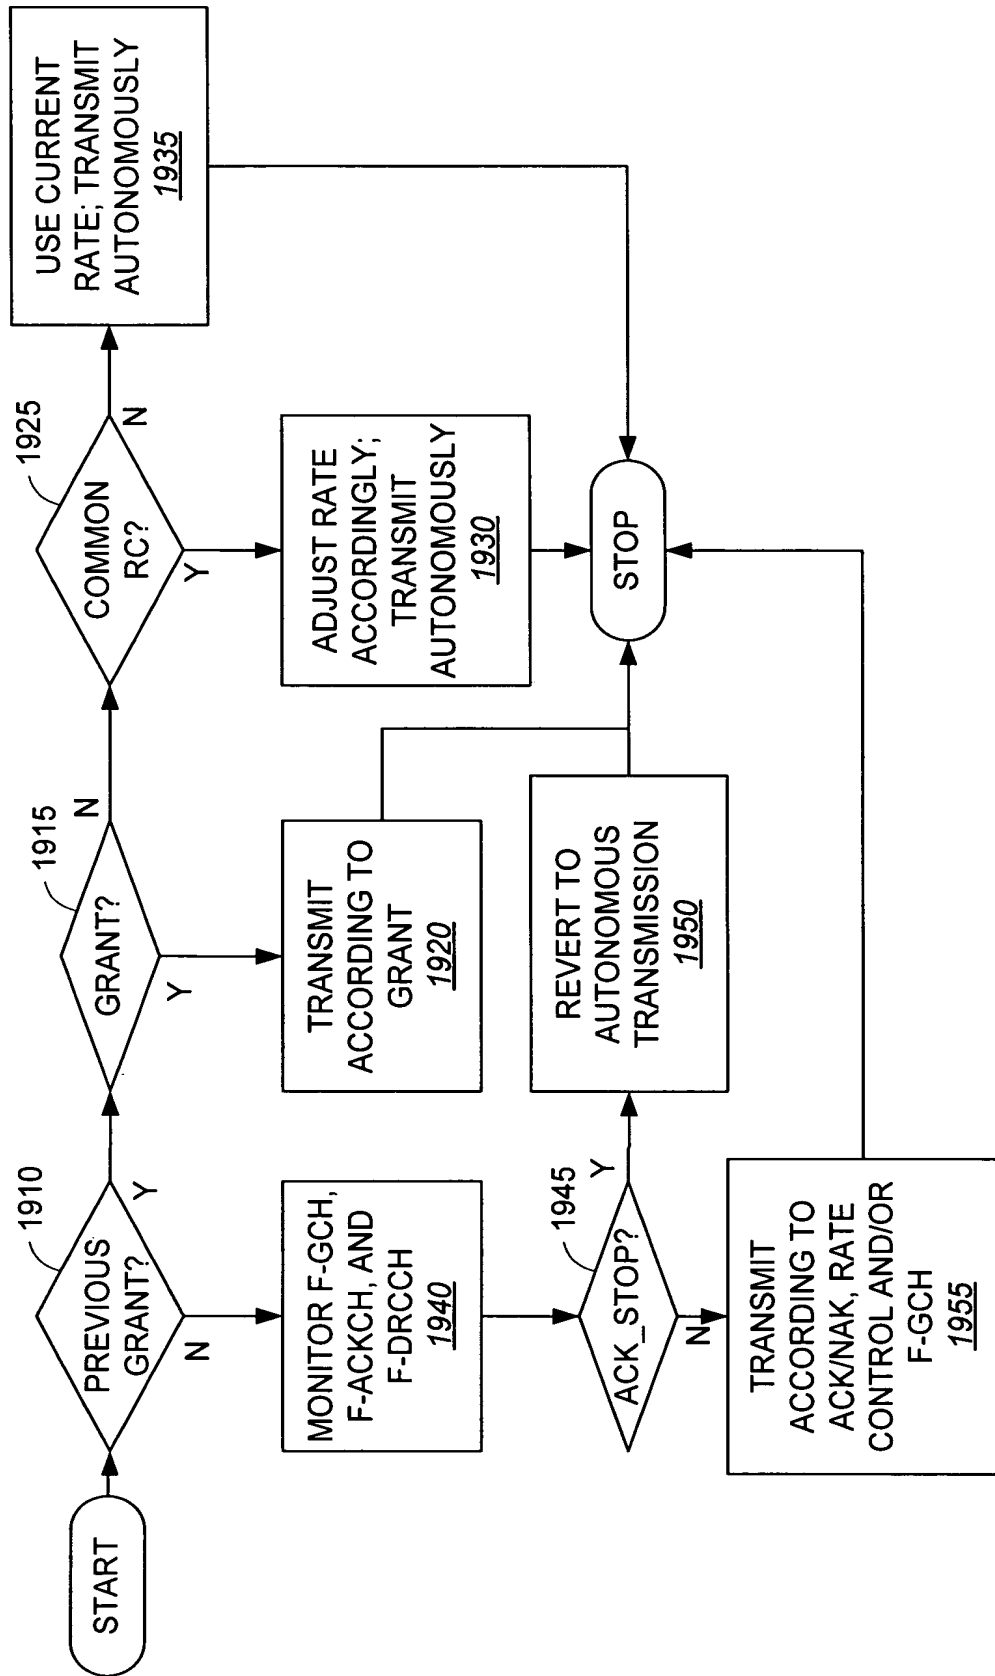 START
PREVIOUS
GRANT?
1910
Y
N
GRANT?
1915
N
Y
COMMON
RC?
1925
N
Y
USE CURRENT
RATE; TRANSMIT
AUTONOMOUSLY
1935
MONITOR F-GCH,
F-ACKCH, AND
F-DRCCH
1940
TRANSMIT
ACCORDING TO
GRANT
1920
ADJUST RATE
ACCORDINGLY;
TRANSMIT
AUTONOMOUSLY
1930
ACK_STOP?
1945
Y
N
REVERT TO
AUTONOMOUS
TRANSMISSION
1950
STOP
TRANSMIT
ACCORDING TO
ACK/NAK, RATE
CONTROL AND/OR
F-GCH
1955